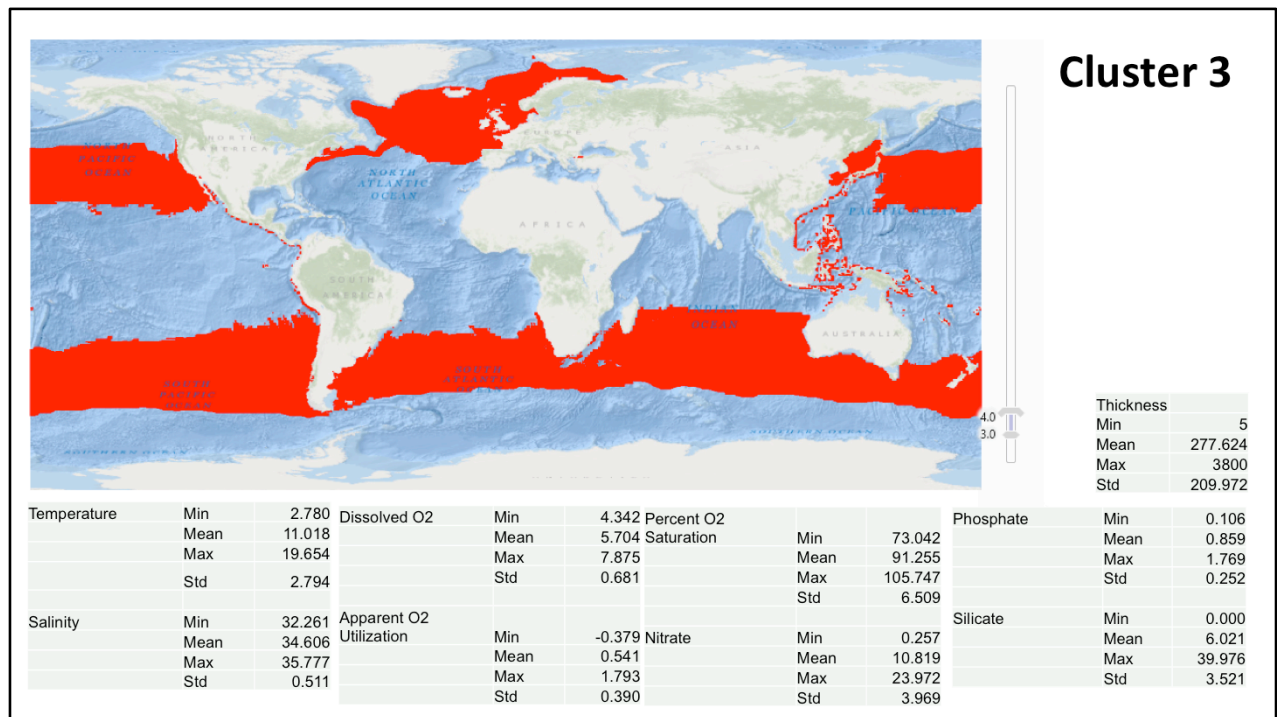 Cluster 3
NORTH
AMERICA
EUROPE
ASIA
NORTH
PACIFIC
OCEAN
NORTH
ATLANTIC
OCEAN
PACIFIC OCEAN
AFRICA
SOUTH
AMERICA
INDIAN
OCEAN
AUSTRALIA
SOUTH
PACIFIC
OCEAN
SOUTH
ATLANTIC
OCEAN
SOUTHERN OCEAN
SOUTHERN OCEAN
4.0
3.0
Thickness
Min 5
Mean 277.624
Max 3800
Std 209.972
Temperature Min 2.780
Mean 11.018
Max 19.654
Std 2.794
Salinity Min 32.261
Mean 34.606
Max 35.777
Std 0.511
Dissolved O2 Min 4.342
Mean 5.704
Max 7.875
Std 0.681
Apparent O2
Utilization Min -0.379
Mean 0.541
Max 1.793
Std 0.390
Percent O2
Saturation Min 73.042
Mean 91.255
Max 105.747
Std 6.509
Nitrate Min 0.257
Mean 10.819
Max 23.972
Std 3.969
Phosphate Min 0.106
Mean 0.859
Max 1.769
Std 0.252
Silicate Min 0.000
Mean 6.021
Max 39.976
Std 3.521